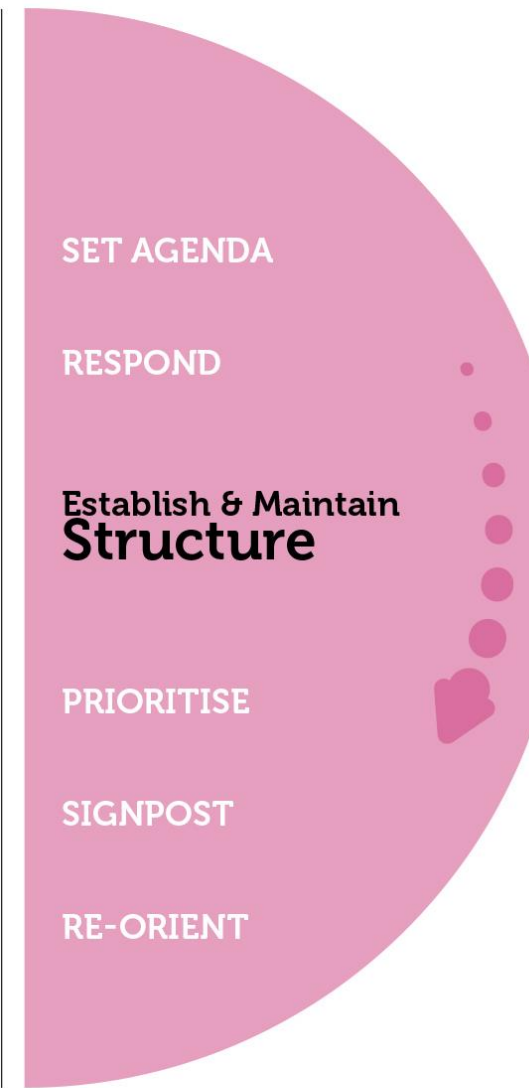 SET AGENDA
RESPOND
Establish & Maintain
Structure
PRIORITISE
SIGNPOST
RE-ORIENT